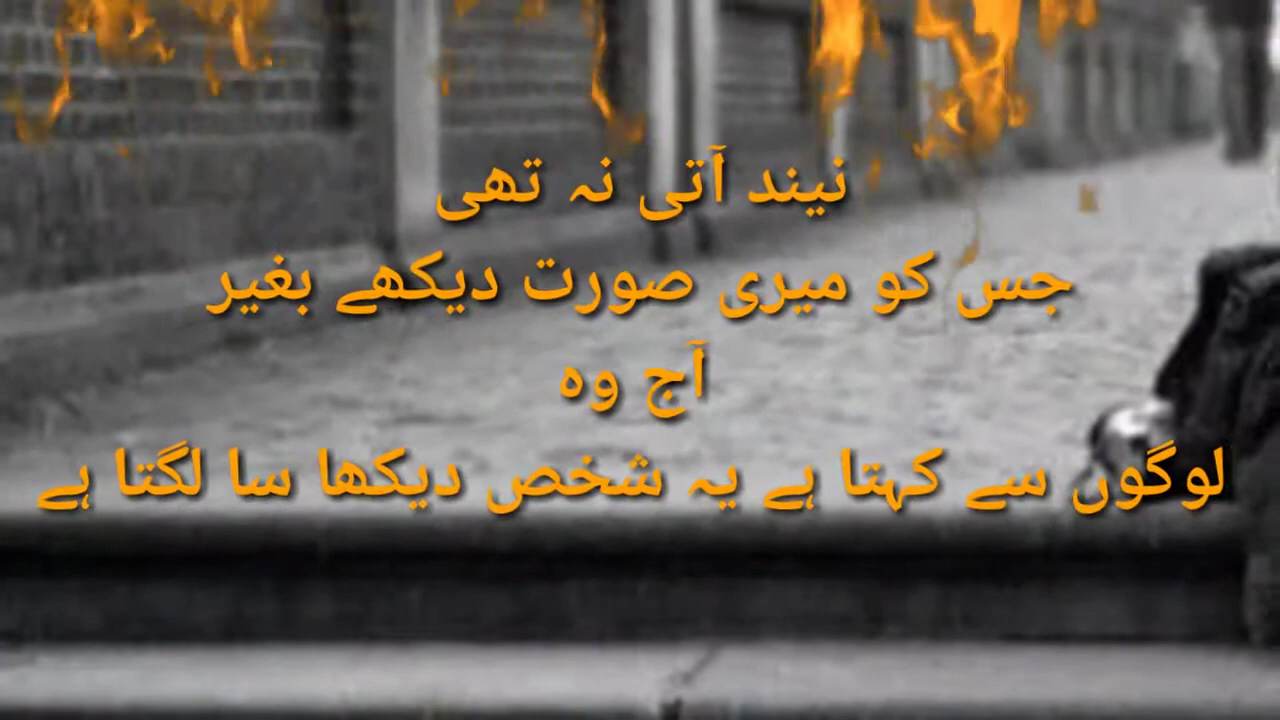 نیند آتی نہ تھی
جس کو میری صورت دیکھے بغیر
آج وہ
لوگوں سے کہتا ہے یہ شخص دیکھا سا لگتا ہے